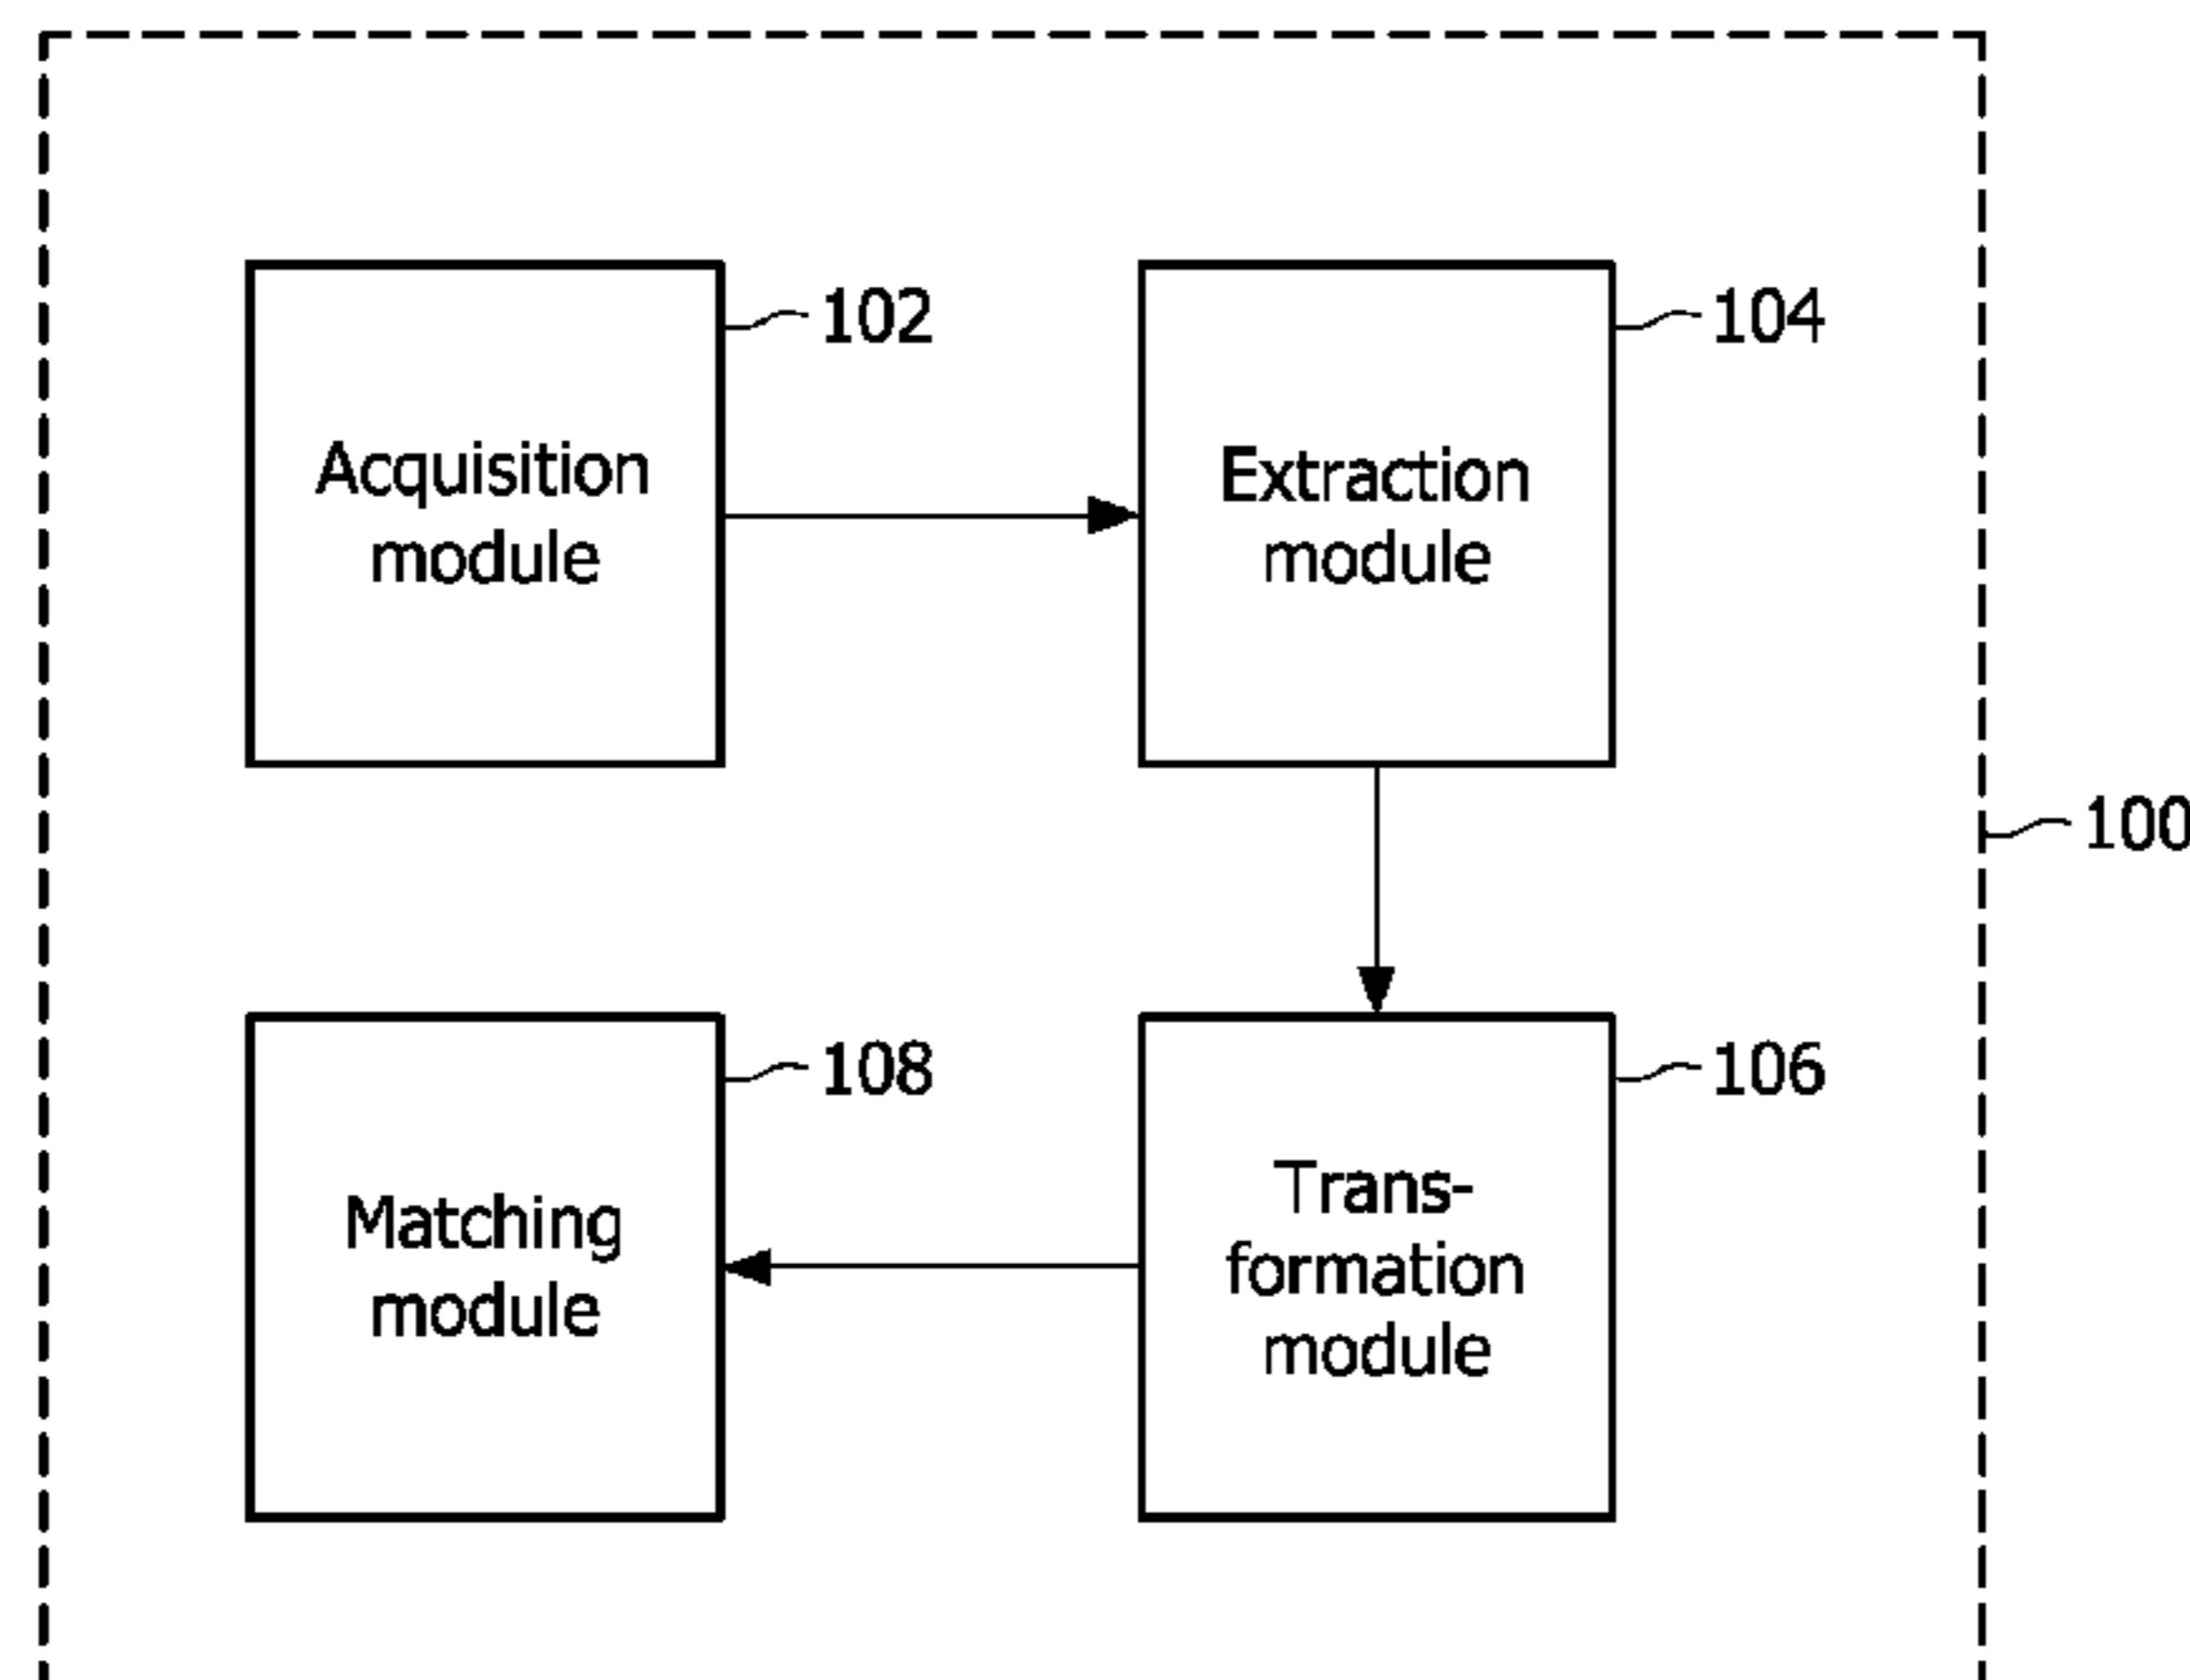 102
Acquisition
module
104
Extraction
module
100
108
Matching
module
106
Trans-
formation
module